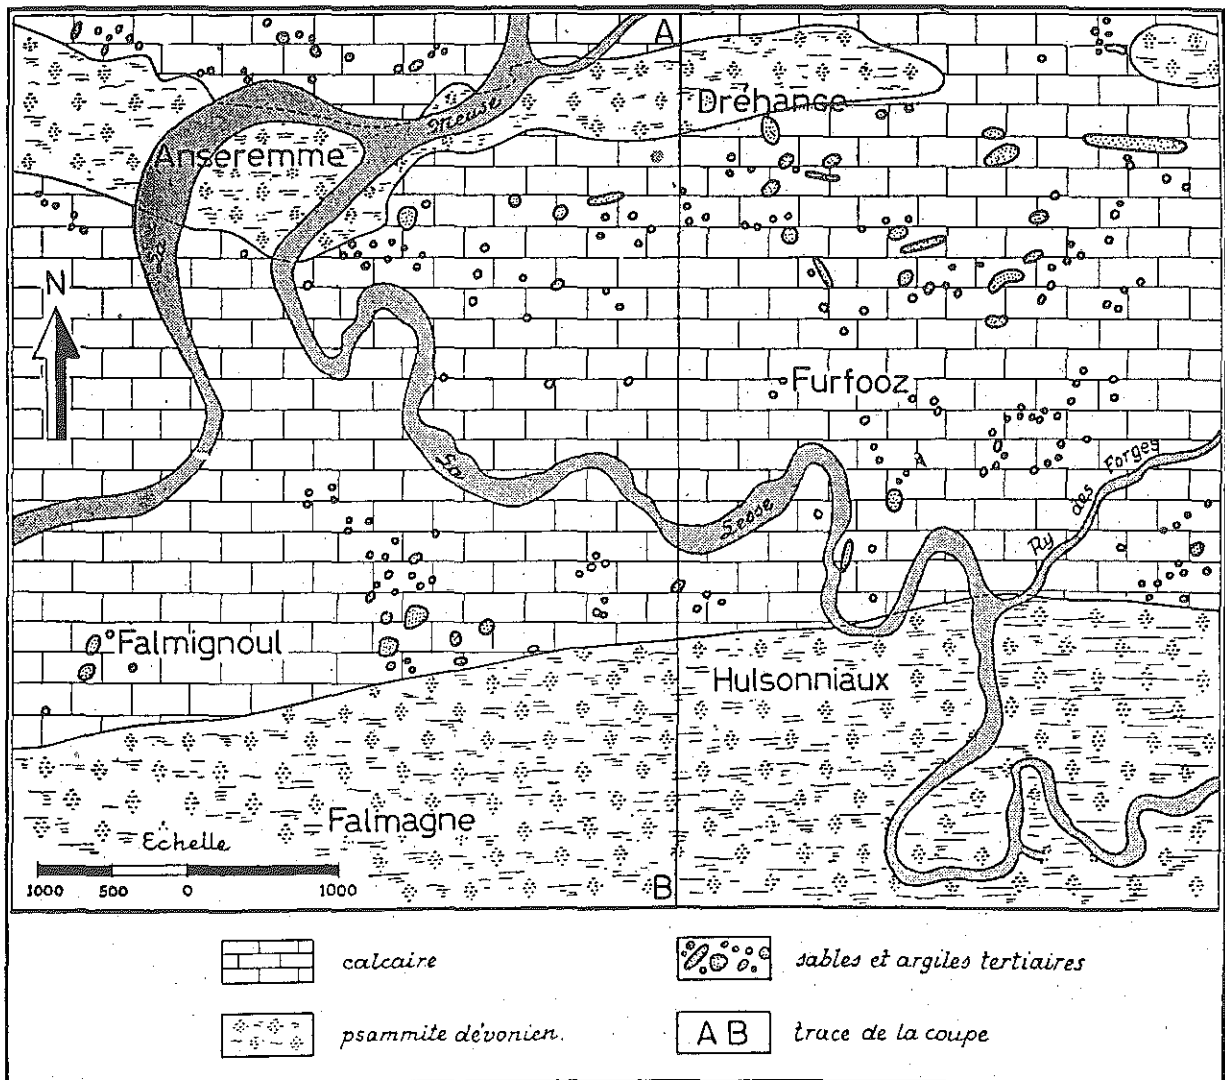 A
Dréhance
Meuse
Anseremme
N
Furfooz
Ry des Forges
La
Lesse
Falmignoul
Hulsonniaux
Falmagne
Echelle
1000 500 0 1000
B
calcaire
sables et argiles tertiaires
psammite dévonien.
A B
trace de la coupe